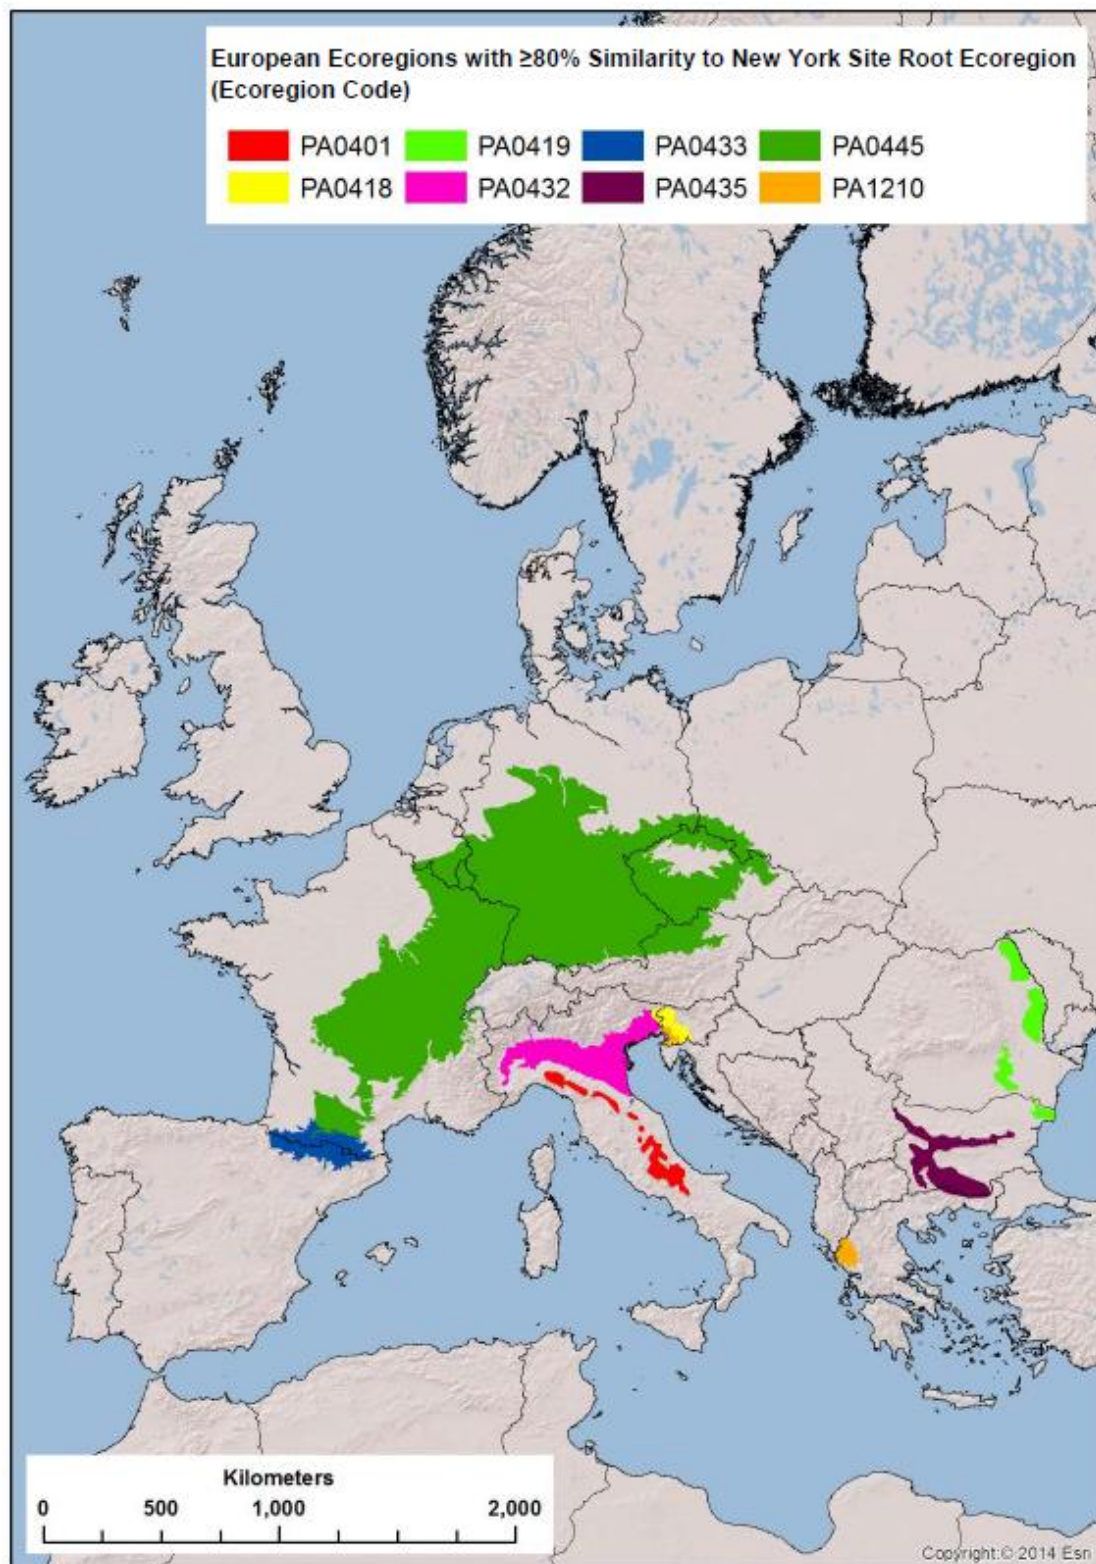 European Ecoregions with ≥80% Similarity to New York Site Root Ecoregion
(Ecoregion Code)
PA0401 PA0419 PA0433 PA0445
PA0418 PA0432 PA0435 PA1210
Kilometers
0 500 1,000 2,000
Copyright:© 2014 Esri